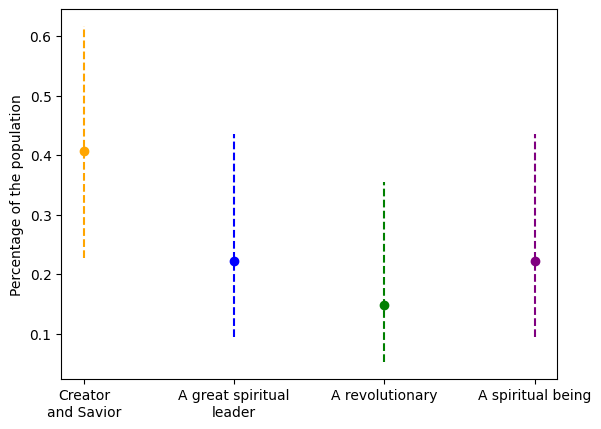 Percentage of the population
0.6
0.5
0.4
0.3
0.2
0.1
Creator
and Savior
A great spiritual
leader
A revolutionary
A spiritual being